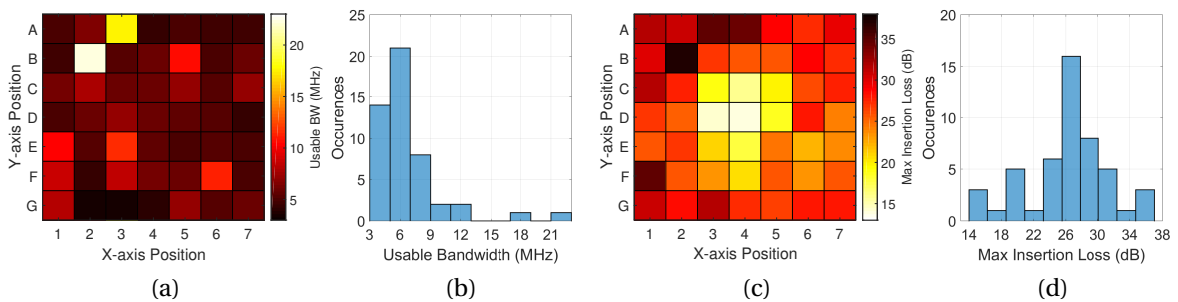 A
B
C
D
E
F
G
1 2 3 4 5 6 7
Y-axis Position
X-axis Position
20
15
10
5
Usable BW (MHz)
(a)
25
20
15
10
5
0
3 6 9 12 15 18 21
Occurences
Usable Bandwidth (MHz)
(b)
A
B
C
D
E
F
G
1 2 3 4 5 6 7
Y-axis Position
X-axis Position
35
30
25
20
15
Max Insertion Loss (dB)
(c)
20
15
10
5
0
14 18 22 26 30 34 38
Occurences
Max Insertion Loss (dB)
(d)